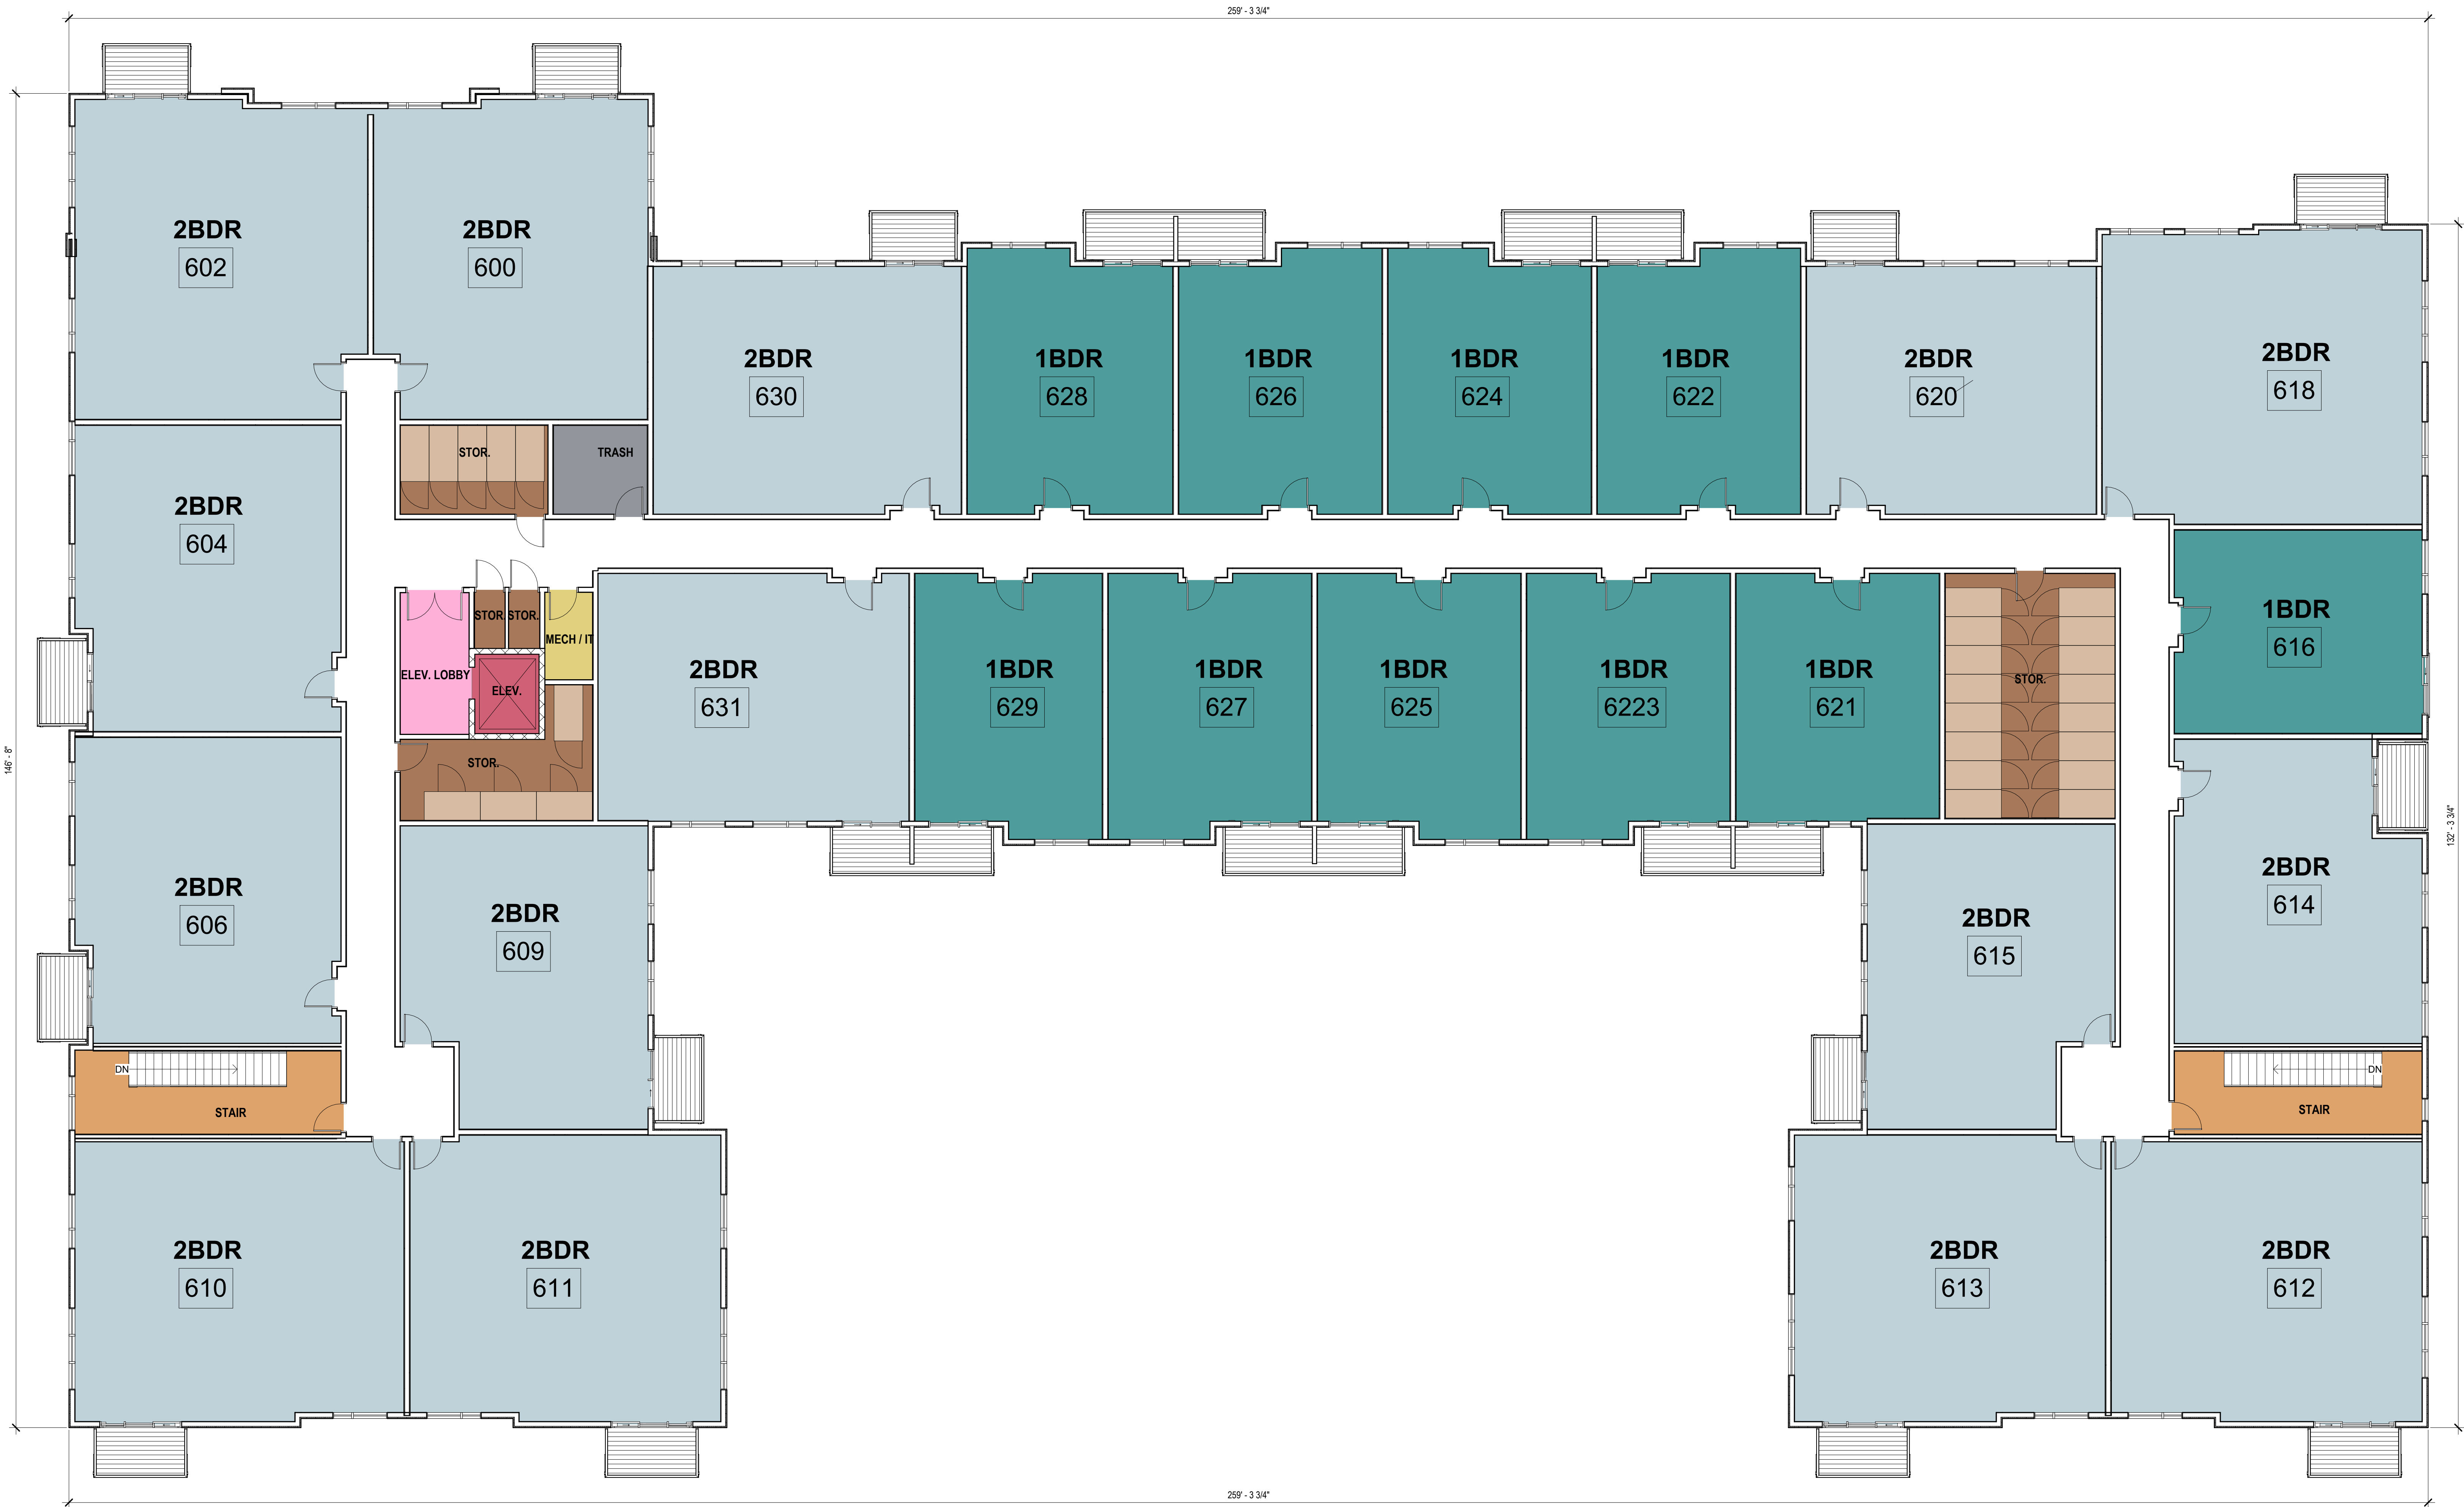 259' - 3 3/4"
2BDR
602
2BDR
600
2BDR
630
1BDR
628
1BDR
626
1BDR
624
1BDR
622
2BDR
620
2BDR
618
STOR.
TRASH
2BDR
604
ELEV. LOBBY
STOR.
STOR.
MECH / IT
ELEV.
STOR.
2BDR
631
1BDR
629
1BDR
627
1BDR
625
1BDR
6223
1BDR
621
STOR.
1BDR
616
146' - 8"
132' - 3 3/4"
2BDR
606
2BDR
609
2BDR
615
2BDR
614
DN
STAIR
DN
STAIR
2BDR
610
2BDR
611
2BDR
613
2BDR
612
259' - 3 3/4"